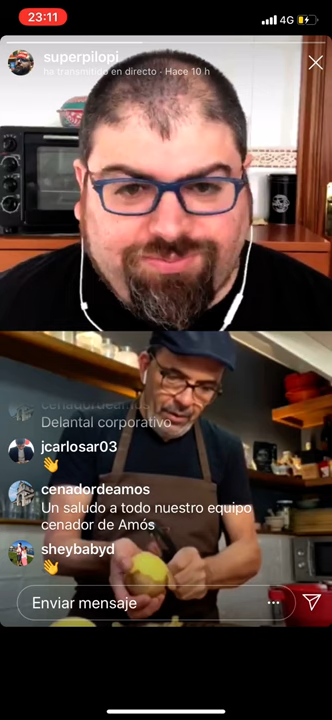 23:11
4G
superpilopi
ha transmitido en directo · Hace 10 h
cenadordeamos
Delantal corporativo
jcarlosar03
👋
cenadordeamos
Un saludo a todo nuestro equipo
cenador de Amós
sheybabyd
👋
Enviar mensaje